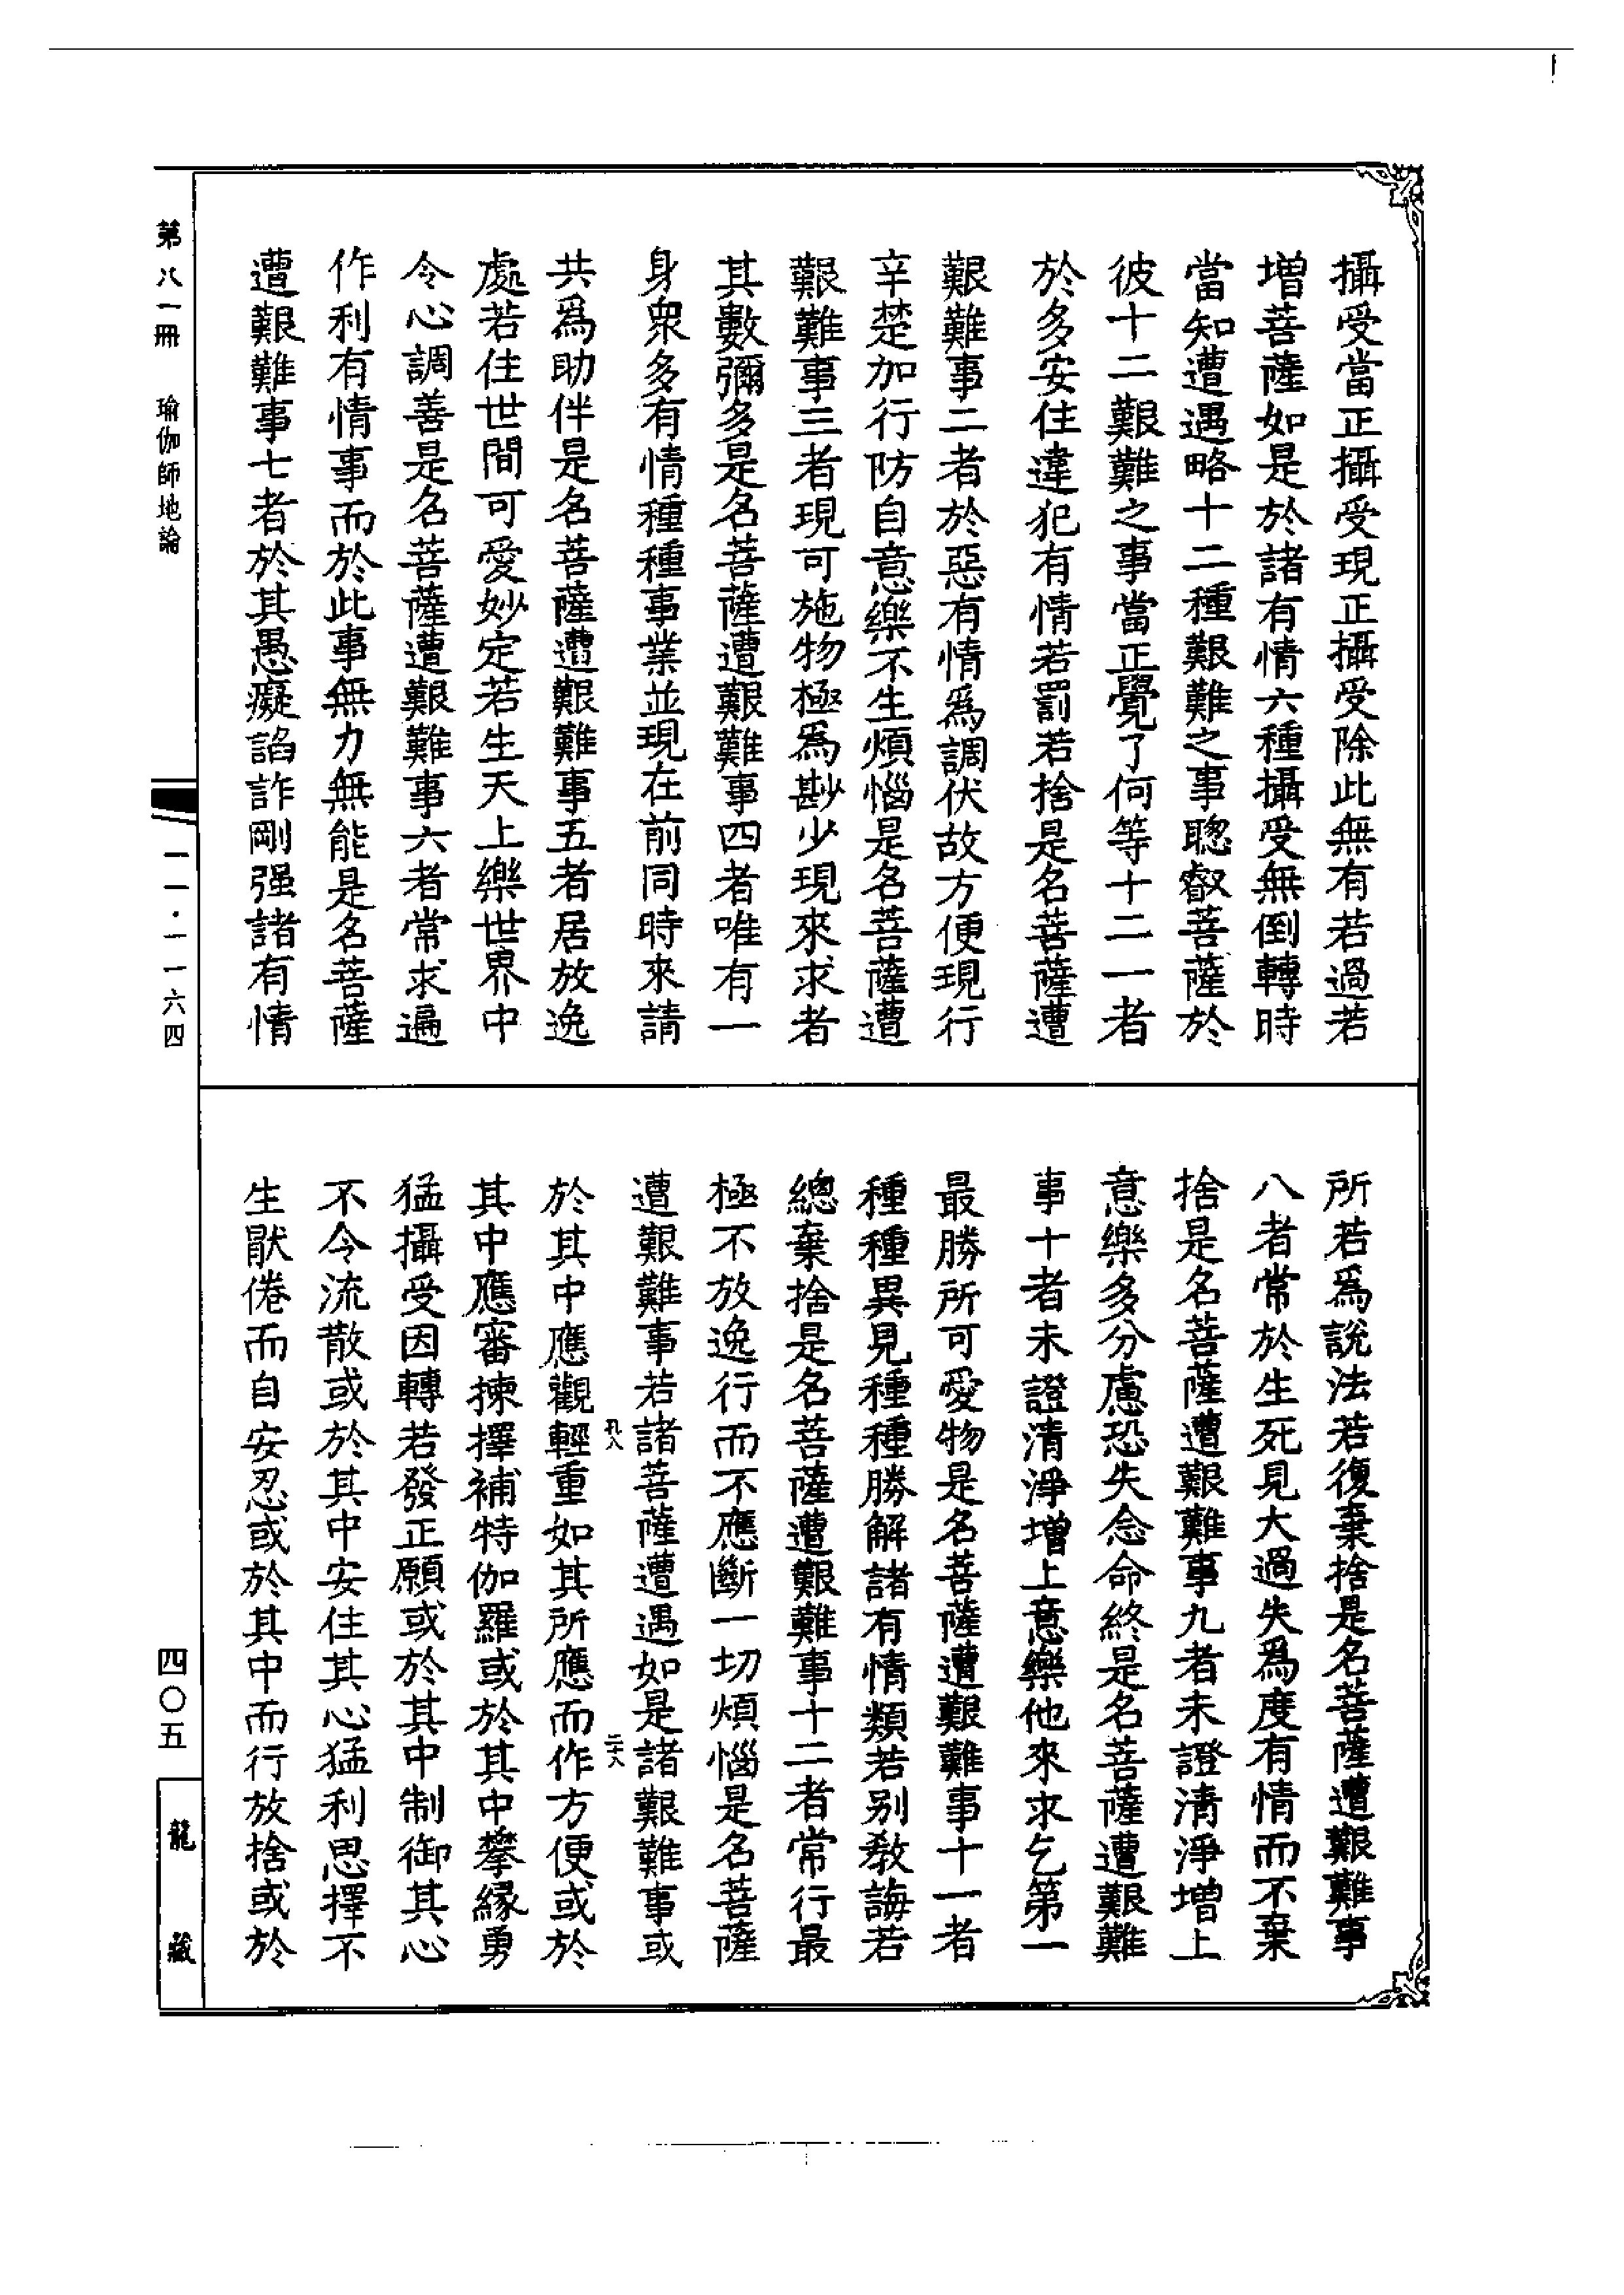 攝受當正攝受現正攝受除此無有若過若
增菩薩如是於諸有情六種攝受無倒轉時
當知遭遇略十二種艱難之事聰叡菩薩於
彼十二艱難之事當正覺了何等十二一者
於多安住違犯有情若罰若捨是名菩薩遭
艱難事二者於惡有情爲調伏故方便現行
辛楚加行防自意樂不生煩惱是名菩薩遭
艱難事三者現可施物極爲尠少現來求者
其數彌多是名菩薩遭艱難事四者唯有一
身衆多有情種種事業並現在前同時來請
共爲助伴是名菩薩遭艱難事五者居放逸
處若住世間可愛妙定若生天上樂世界中
令心調善是名菩薩遭艱難事六者常求遍
作利有情事而於此事無力無能是名菩薩
遭艱難事七者於其愚癡諂詐剛强諸有情
所若爲說法若復棄捨是名菩薩遭艱難事
八者常於生死見大過失爲度有情而不棄
捨是名菩薩遭艱難事九者未證清淨增上
意樂多分慮恐失念命終是名菩薩遭艱難
事十者未證清淨增上意樂他來求乞第一
最勝所可愛物是名菩薩遭艱難事十一者
種種異見種種勝解諸有情類若别教誨若
總棄捨是名菩薩遭艱難事十二者常行最
極不放逸行而不應斷一切煩惱是名菩薩
遭艱難事若諸菩薩遭遇如是諸艱難事或
孔八
二十八
於其中應觀輕重如其所應而作方便或於
其中應審揀擇補特伽羅或於其中攀緣勇
猛攝受因轉若發正願或於其中制御其心
不令流散或於其中安住其心猛利思擇不
生猒倦而自安忍或於其中而行放捨或於
第八一冊 瑜伽師地論
一一·一一六四
四〇五
龍藏